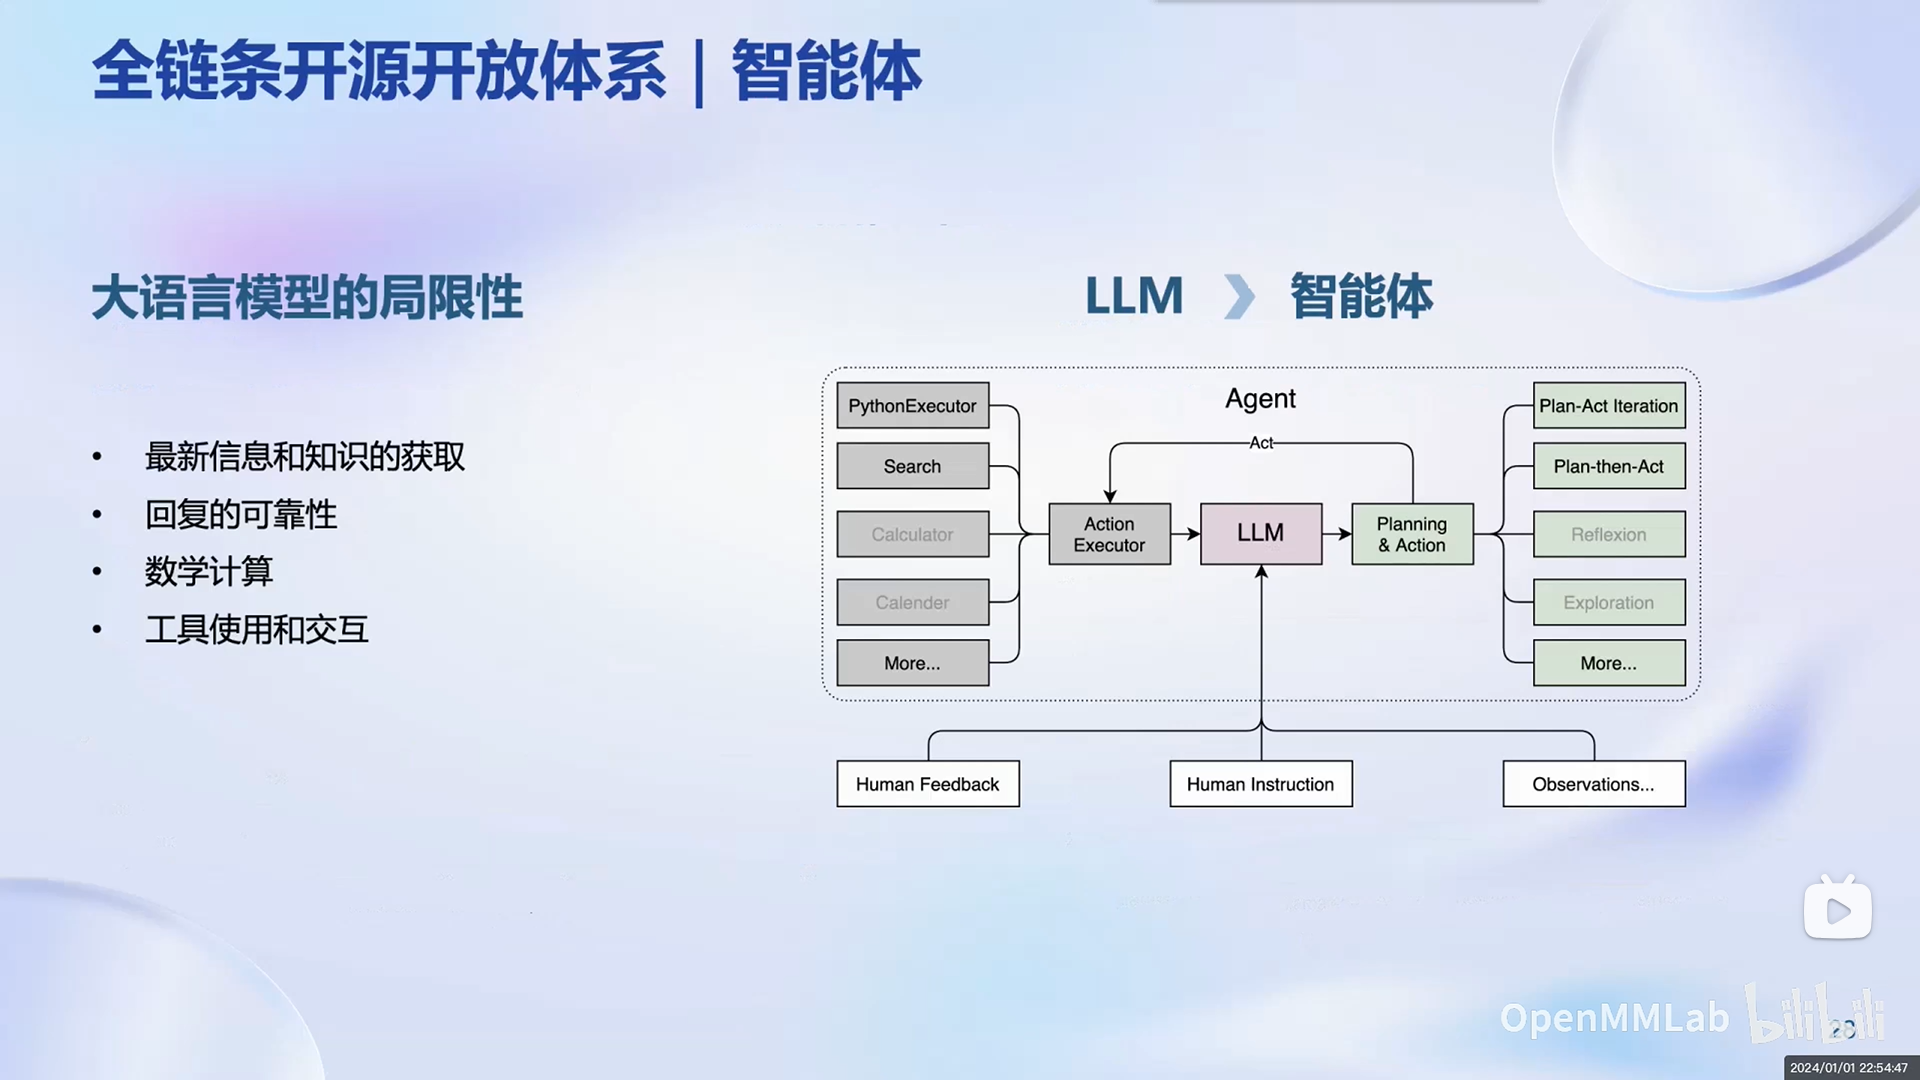 全链条开源开放体系｜智能体
大语言模型的局限性
• 最新信息和知识的获取
• 回复的可靠性
• 数学计算
• 工具使用和交互
LLM 智能体
Agent
PythonExecutor
Search
Calculator
Calender
More...
Act
Action
Executor
LLM
Planning
& Action
Plan-Act Iteration
Plan-then-Act
Reflexion
Exploration
More...
Human Feedback
Human Instruction
Observations...
OpenMMLab bilibili
28
2024/01/01 22:54:47